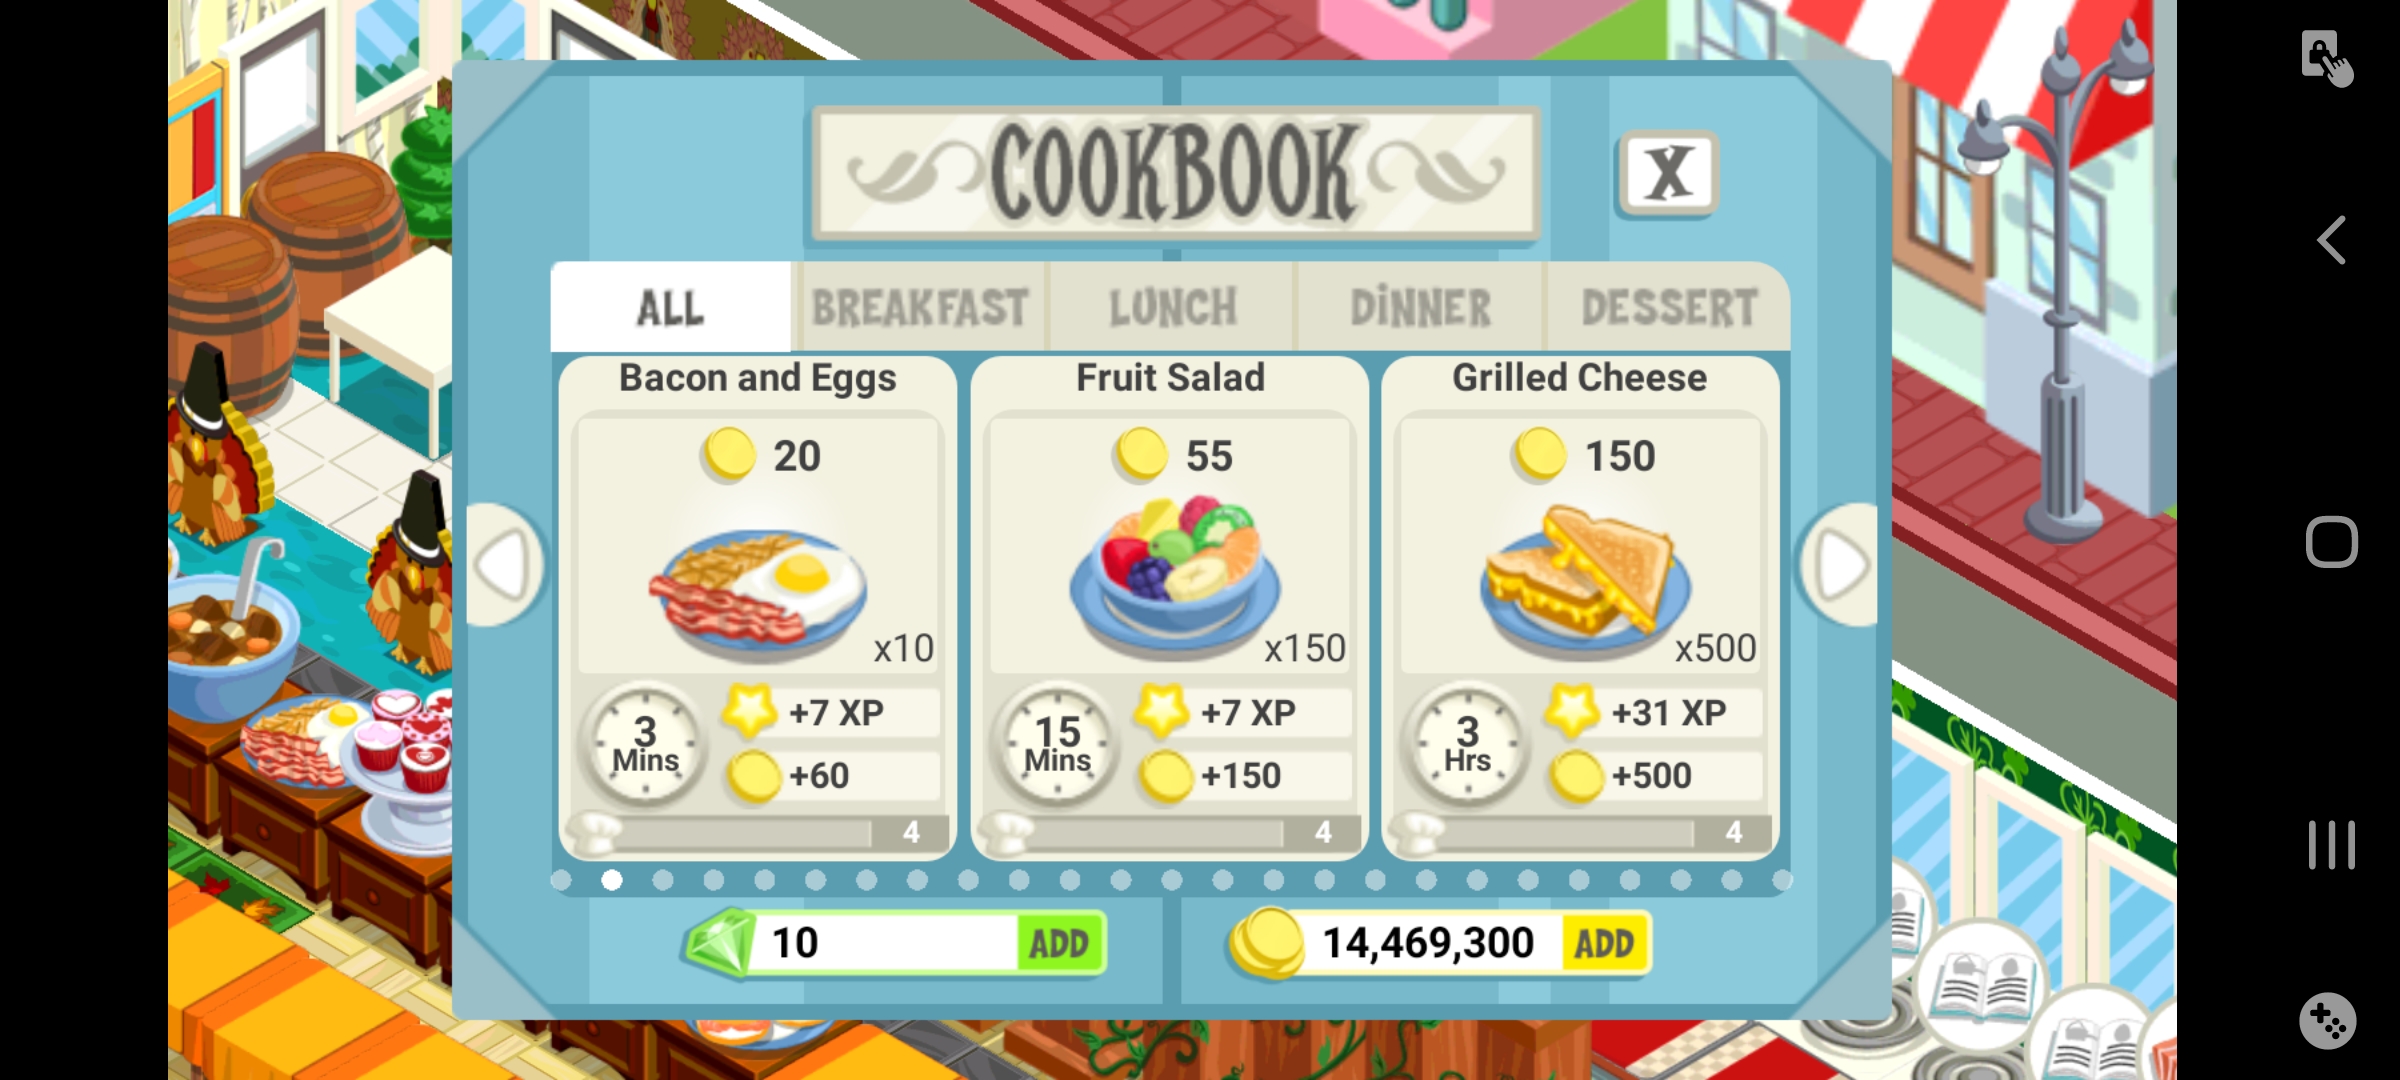 COOKBOOK
X
ALL BREAKFAST LUNCH DINNER DESSERT
Bacon and Eggs
20
x10
3 Mins
+7 XP
+60
4
Fruit Salad
55
x150
15 Mins
+7 XP
+150
4
Grilled Cheese
150
x500
3 Hrs
+31 XP
+500
4
10 ADD
14,469,300 ADD